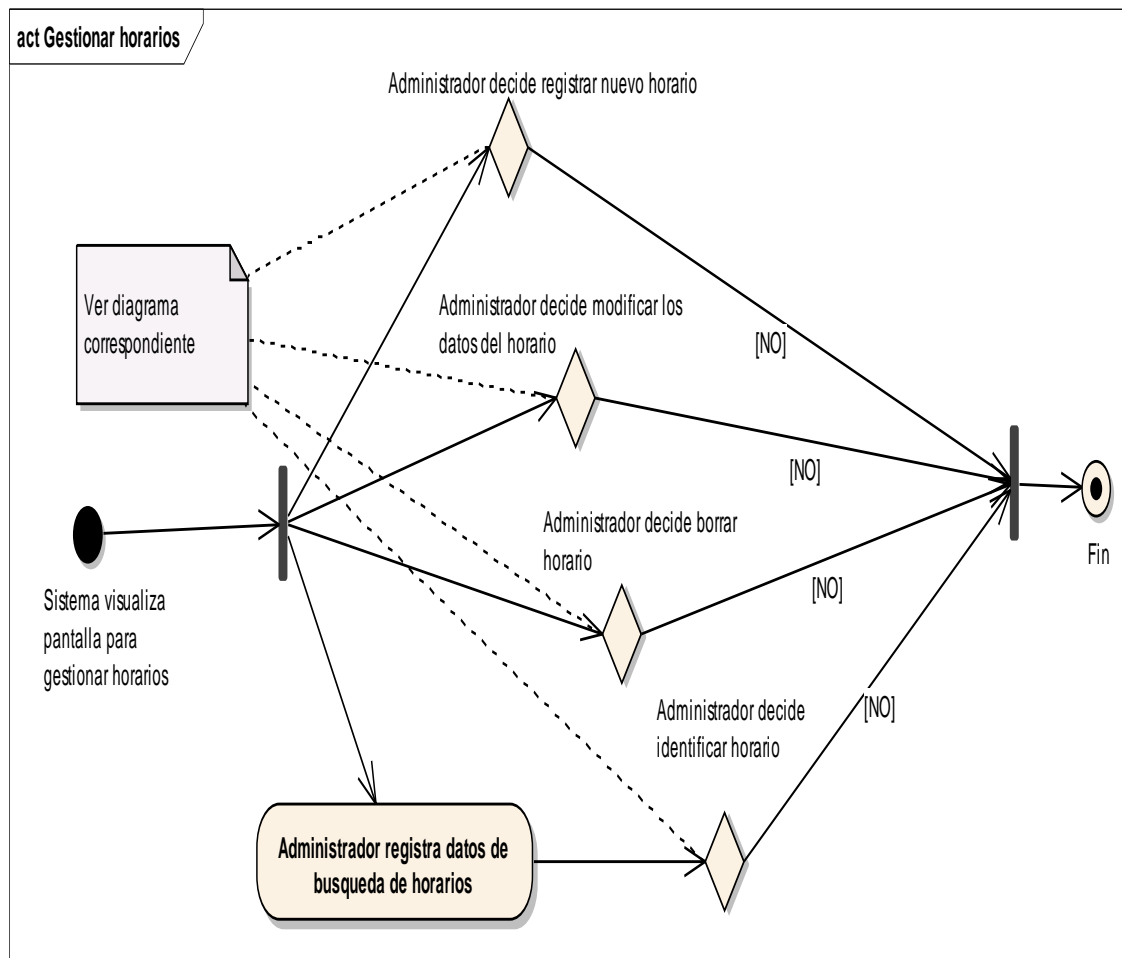 act Gestionar horarios
Administrador decide registrar nuevo horario
Ver diagrama
correspondiente
Administrador decide modificar los
datos del horario
[NO]
[NO]
Administrador decide borrar
horario
[NO]
Fin
Sistema visualiza
pantalla para
gestionar horarios
Administrador decide
identificar horario
[NO]
Administrador registra datos de
busqueda de horarios